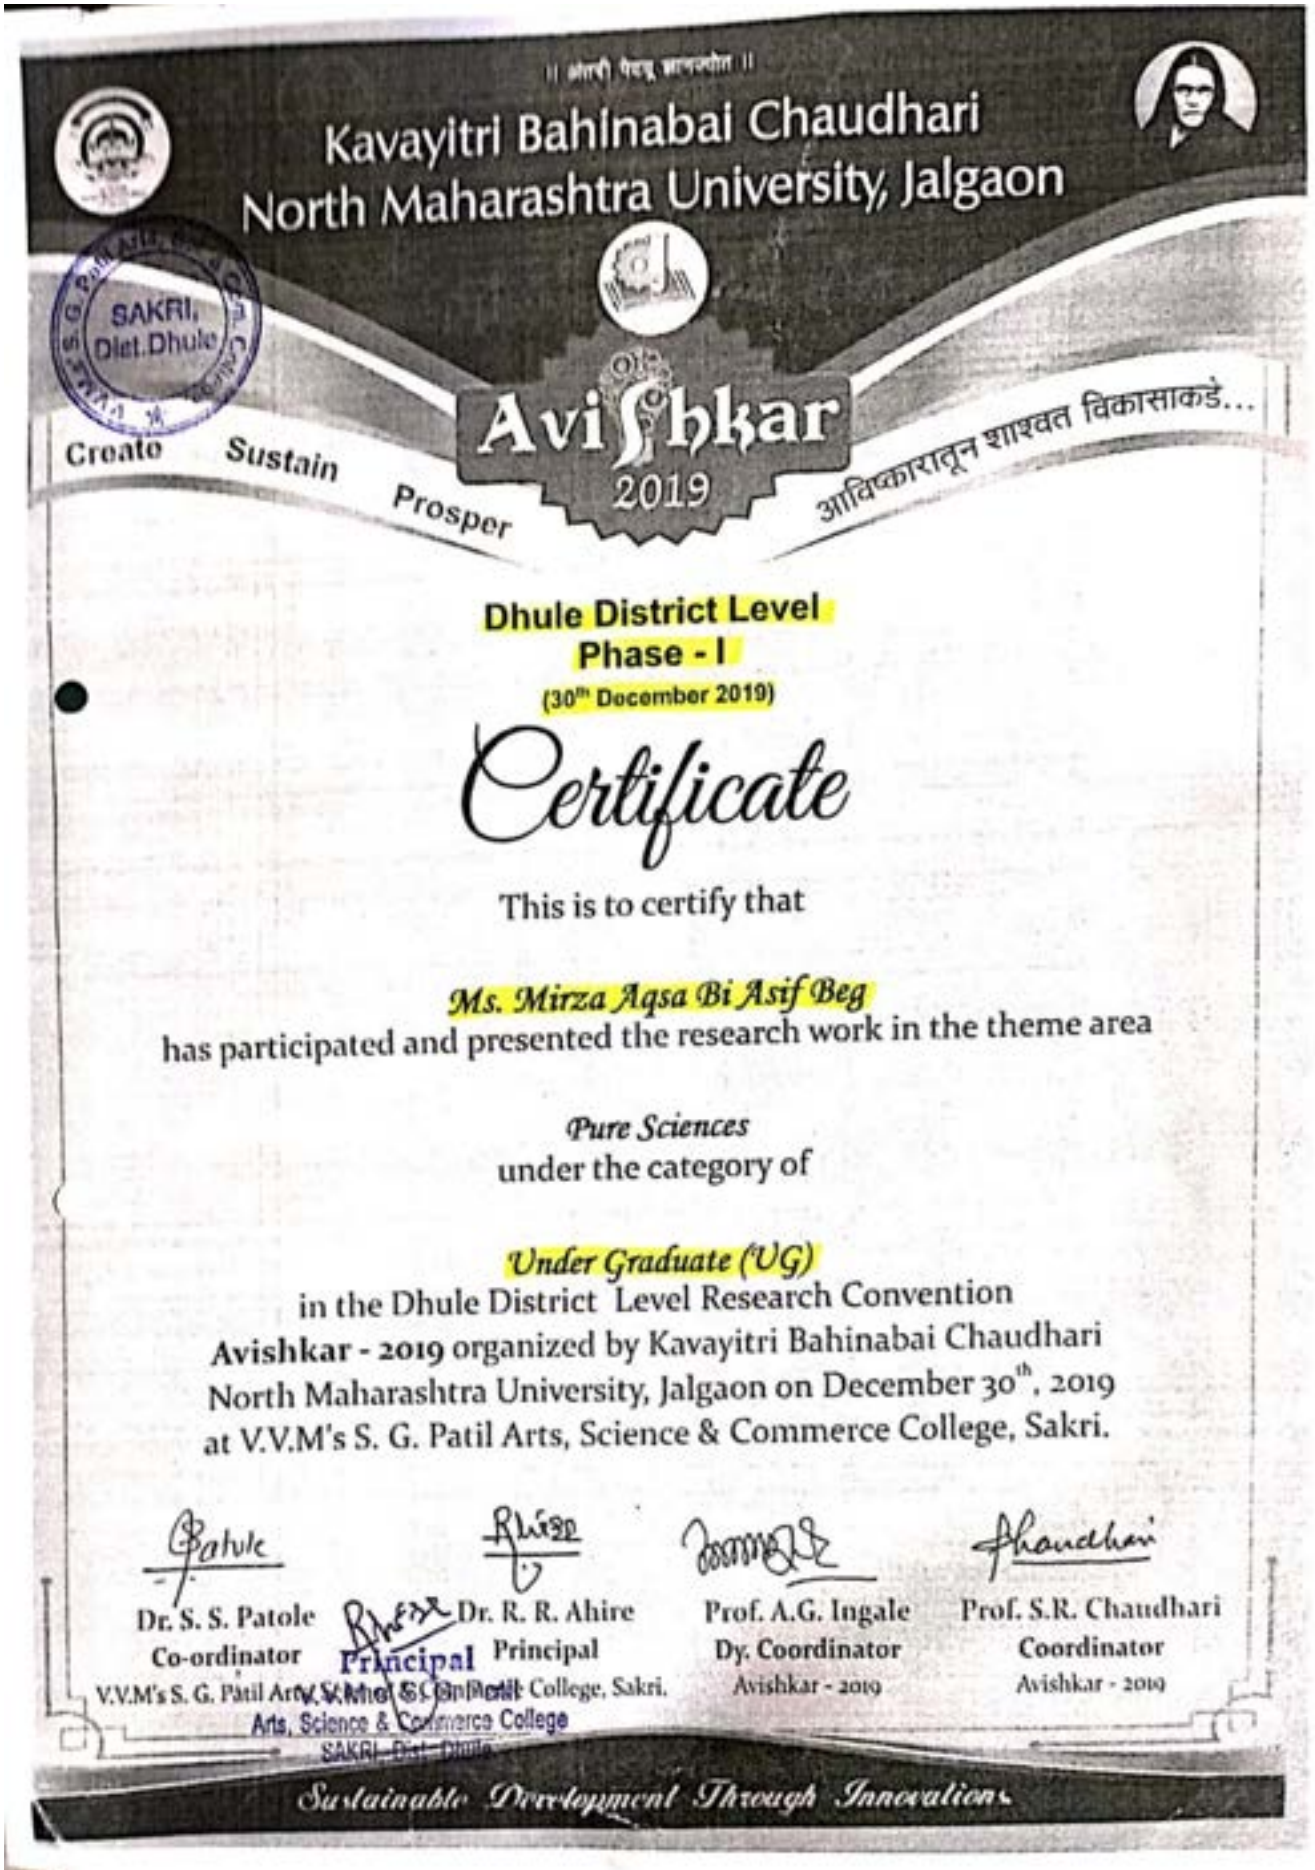 ॥ अंतरी पेटवू ज्ञानज्योत ॥
Kavayitri Bahinabai Chaudhari
North Maharashtra University, Jalgaon
SAKRI,
Dist.Dhule
Avishkar
2019
Create Sustain Prosper
आविष्कारातून शाश्वत विकासाकडे...
Dhule District Level
Phase - I
(30th December 2019)
Certificate
This is to certify that
Ms. Mirza Aqsa Bi Asif Beg
has participated and presented the research work in the theme area
Pure Sciences
under the category of
Under Graduate (UG)
in the Dhule District Level Research Convention
Avishkar - 2019 organized by Kavayitri Bahinabai Chaudhari
North Maharashtra University, Jalgaon on December 30th, 2019
at V.V.M's S. G. Patil Arts, Science & Commerce College, Sakri.
Dr. S. S. Patole Dr. R. R. Ahire Prof. A.G. Ingale Prof. S.R. Chaudhari
Co-ordinator Principal Principal Dy. Coordinator Coordinator
V.V.M's S. G. Patil College, Sakri. Avishkar - 2019 Avishkar - 2019
Arts, Science & Commerce College
SAKRI Dist. Dhule
Sustainable Development Through Innovations